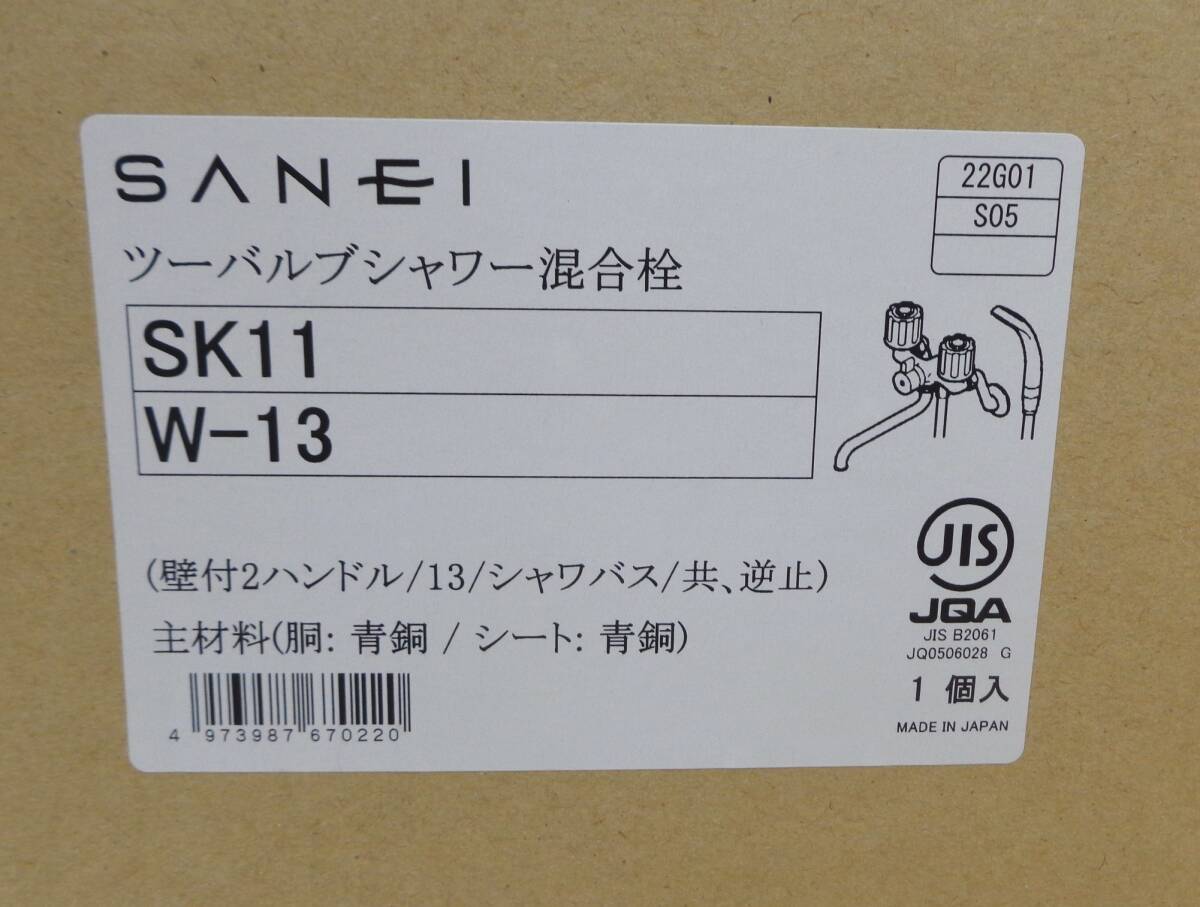 SANEI
22G01
S05
ツーバルブシャワー混合栓
SK11
W-13
(壁付2ハンドル/13/シャワバス/共、逆止)
主材料(胴: 青銅 / シート: 青銅)
JIS
JQA
JIS B2061
JQ0506028 G
1 個入
MADE IN JAPAN
4 973987 670220